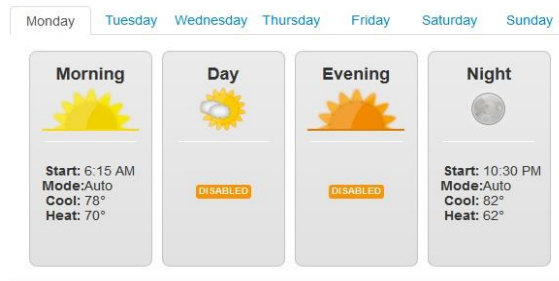 Monday Tuesday Wednesday Thursday Friday Saturday Sunday
Morning
Start: 6:15 AM
Mode:Auto
Cool: 78°
Heat: 70°
Day
DISABLED
Evening
DISABLED
Night
Start: 10:30 PM
Mode:Auto
Cool: 82°
Heat: 62°